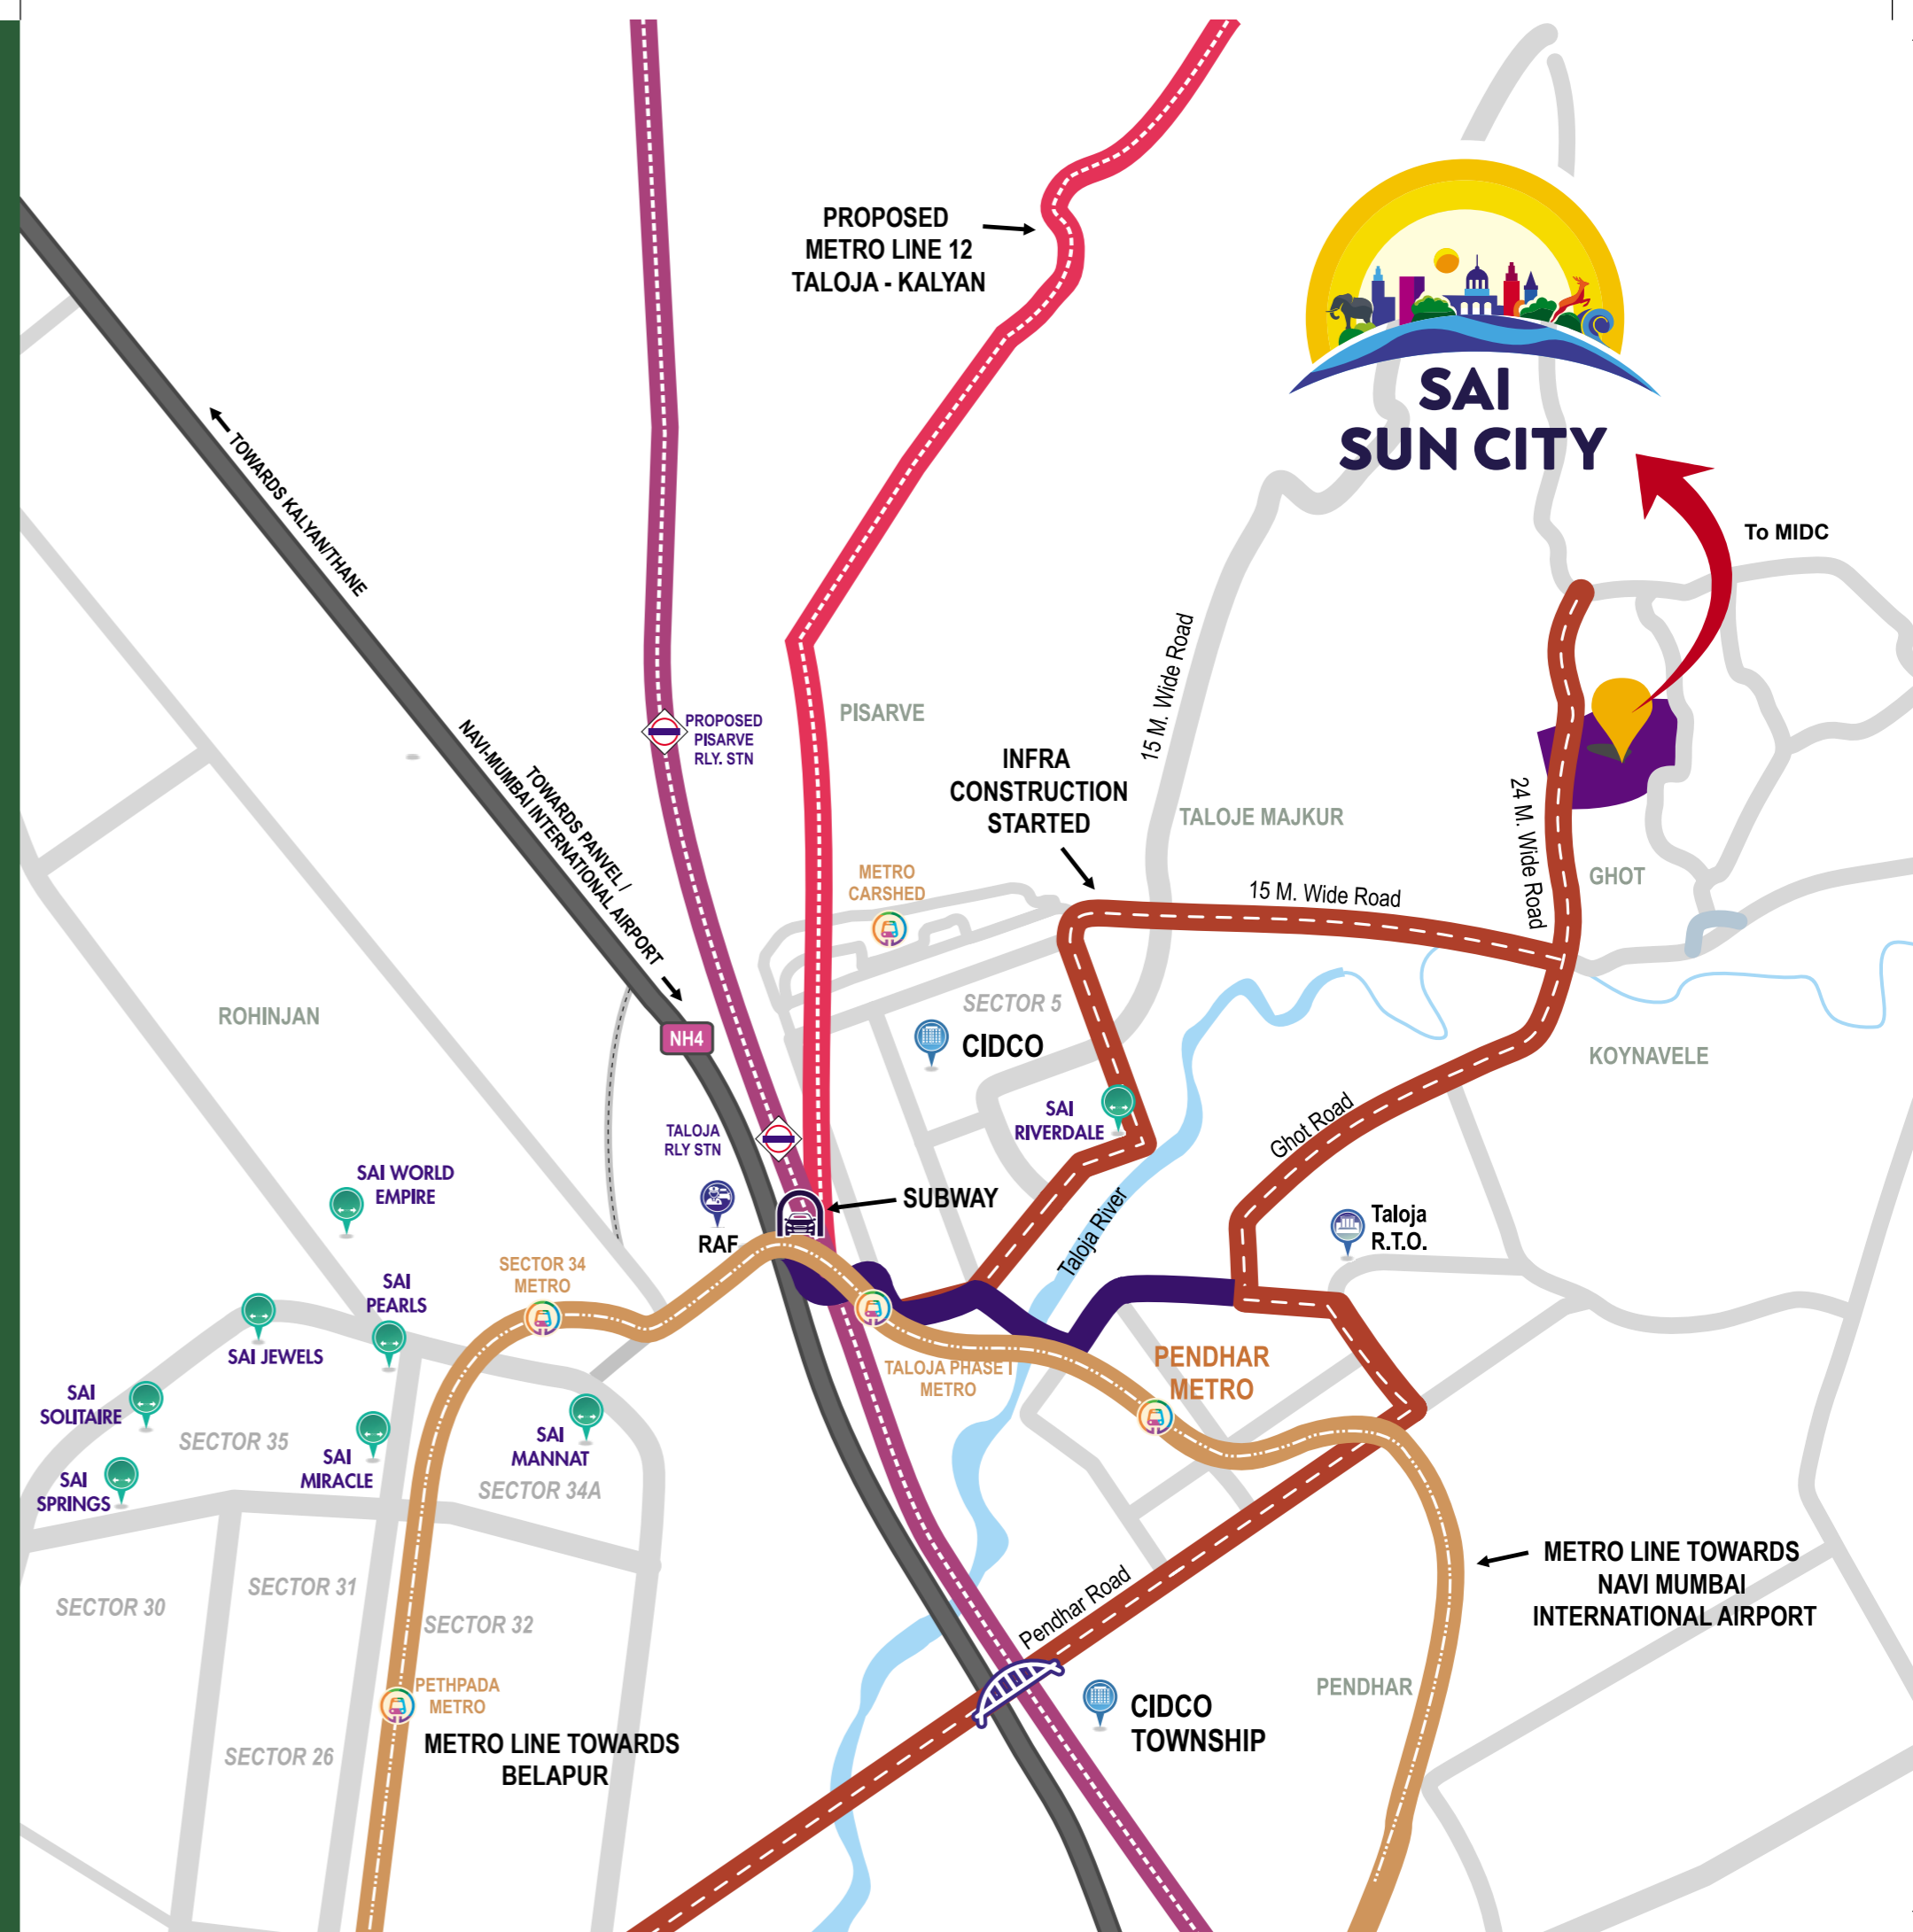 PROPOSED
METRO LINE 12
TALOJA - KALYAN
SAI
SUN CITY
To MIDC
TOWARDS KALYAN/THANE
15 M. Wide Road
PROPOSED
PISARVE
RLY. STN
PISARVE
TOWARDS PANVEL /
NAVI-MUMBAI INTERNATIONAL AIRPORT
INFRA
CONSTRUCTION
STARTED
TALOJE MAJKUR
24 M. Wide Road
METRO
CARSHED
15 M. Wide Road
GHOT
SECTOR 5
ROHINJAN
NH4
CIDCO
KOYNAVELE
SAI
RIVERDALE
Ghot Road
TALOJA
RLY STN
SAI WORLD
EMPIRE
SUBWAY
Taloja River
Taloja
R.T.O.
RAF
SECTOR 34
METRO
SAI
PEARLS
SAI JEWELS
TALOJA PHASE 1
METRO
PENDHAR
METRO
SAI
SOLITAIRE
SECTOR 35
SAI
MIRACLE
SAI
MANNAT
SAI
SPRINGS
SECTOR 34A
METRO LINE TOWARDS
NAVI MUMBAI
INTERNATIONAL AIRPORT
SECTOR 31
SECTOR 30
SECTOR 32
Pendhar Road
PETHPADA
METRO
PENDHAR
CIDCO
TOWNSHIP
SECTOR 26
METRO LINE TOWARDS
BELAPUR